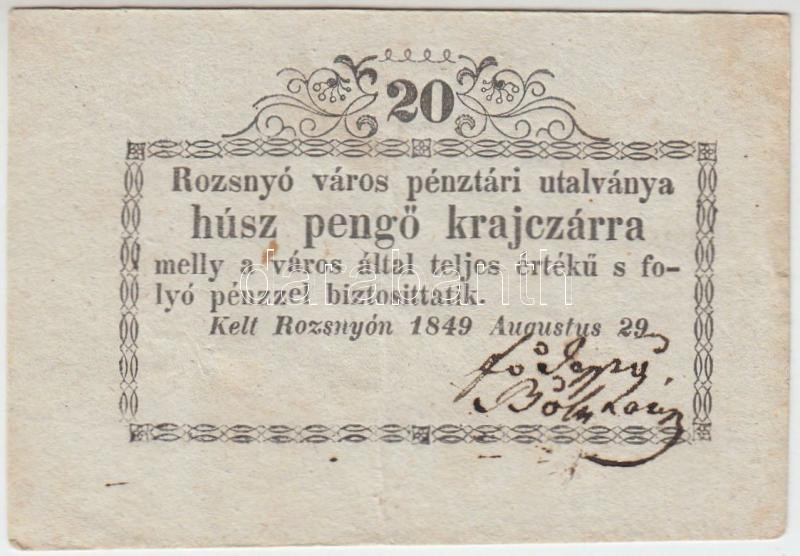 20
Rozsnyó város pénztári utalványa
húsz pengő krajczárra
melly a város által teljes értékű s fo-
lyó pénzzel biztosittatik.
Kelt Rozsnyón 1849 Augustus 29
darabanth